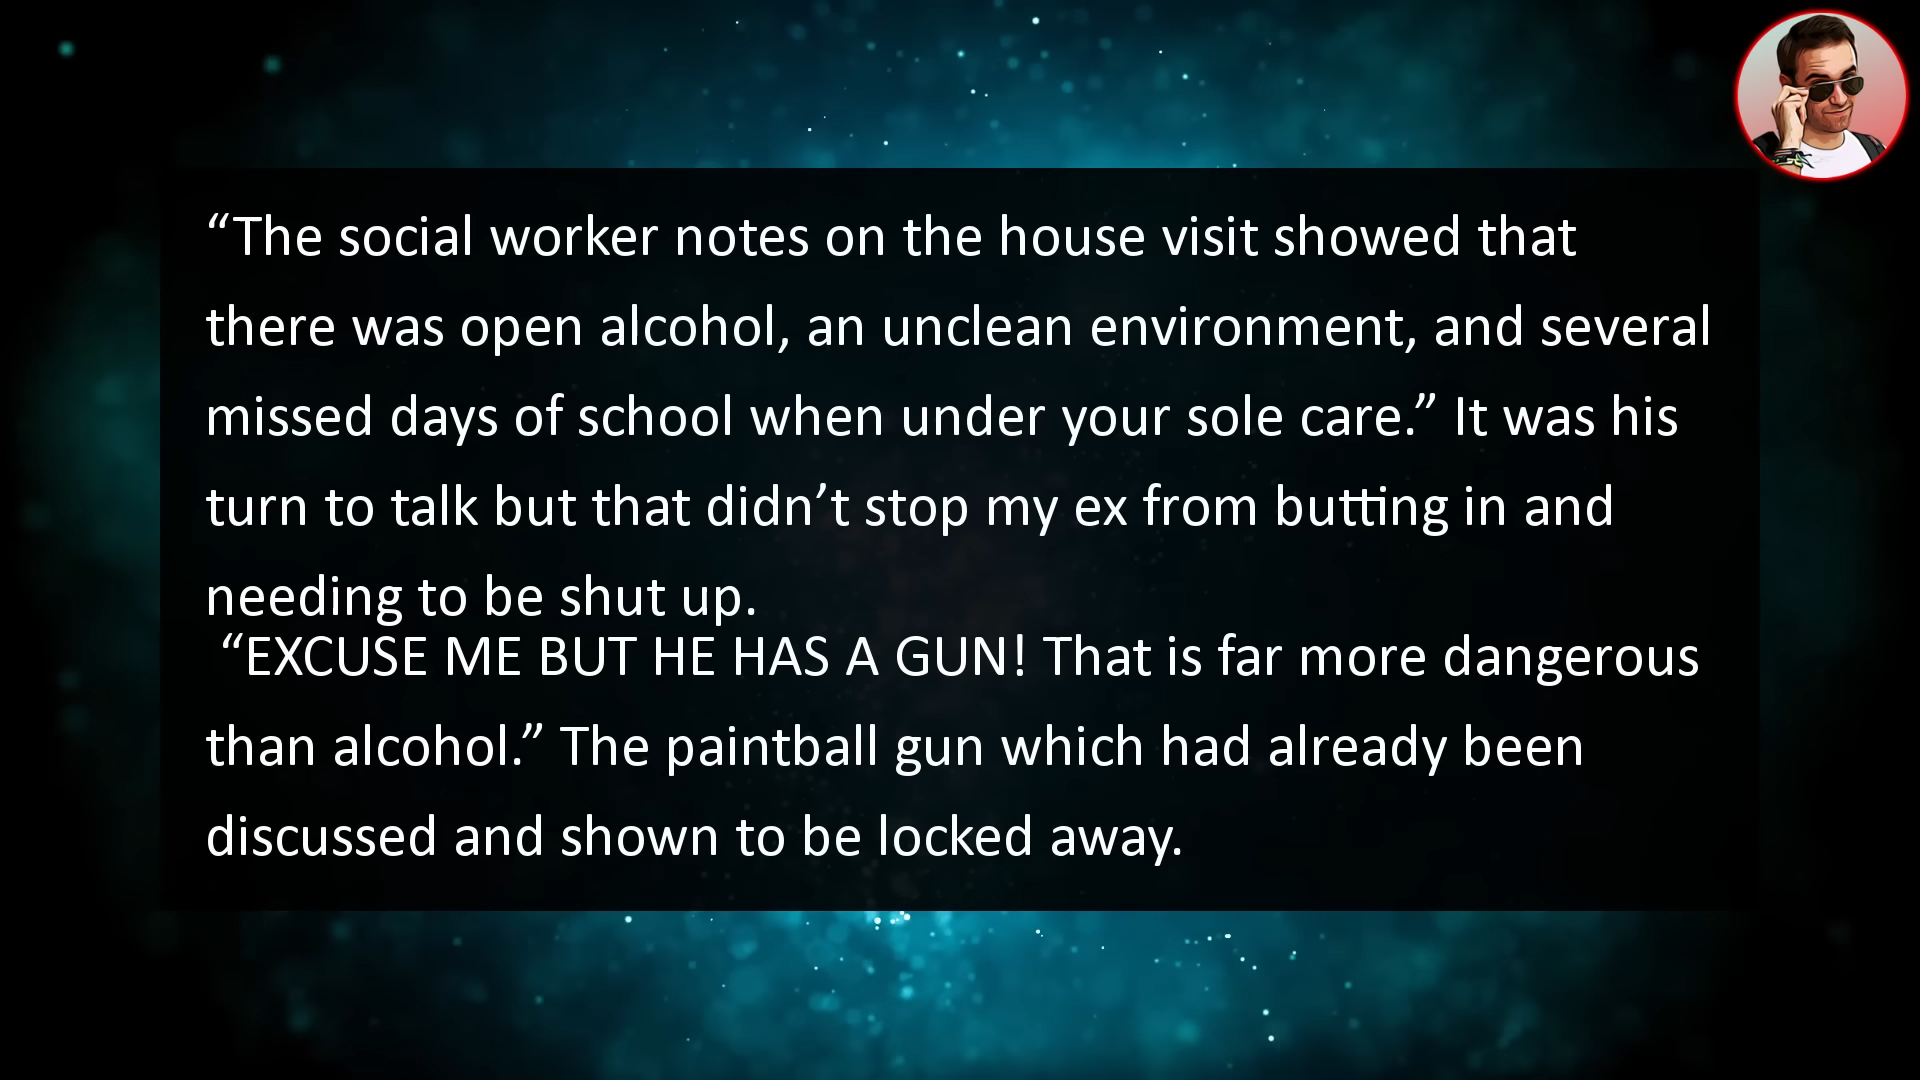 “The social worker notes on the house visit showed that
there was open alcohol, an unclean environment, and several
missed days of school when under your sole care.” It was his
turn to talk but that didn’t stop my ex from butting in and
needing to be shut up.
“EXCUSE ME BUT HE HAS A GUN! That is far more dangerous
than alcohol.” The paintball gun which had already been
discussed and shown to be locked away.